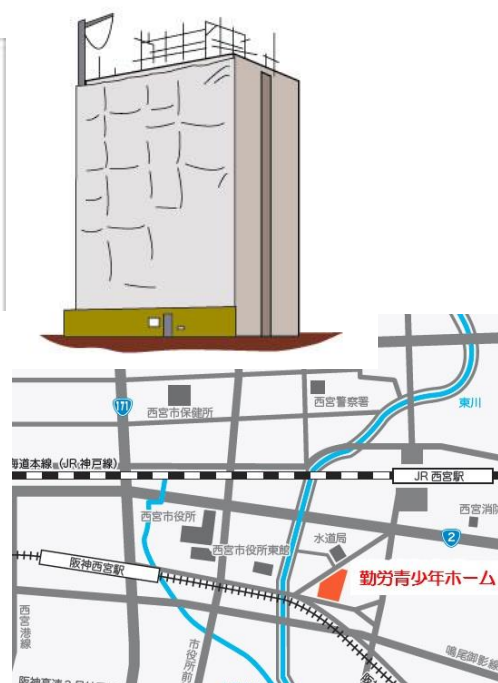 171
西宮市保健所
西宮警察署
東川
海道本線 (JR神戸線)
JR西宮駅
西宮市役所
西宮消防
水道局
2
西宮市役所東館
阪神西宮駅
勤労青少年ホーム
西宮港線
市役所前
鳴尾御影線